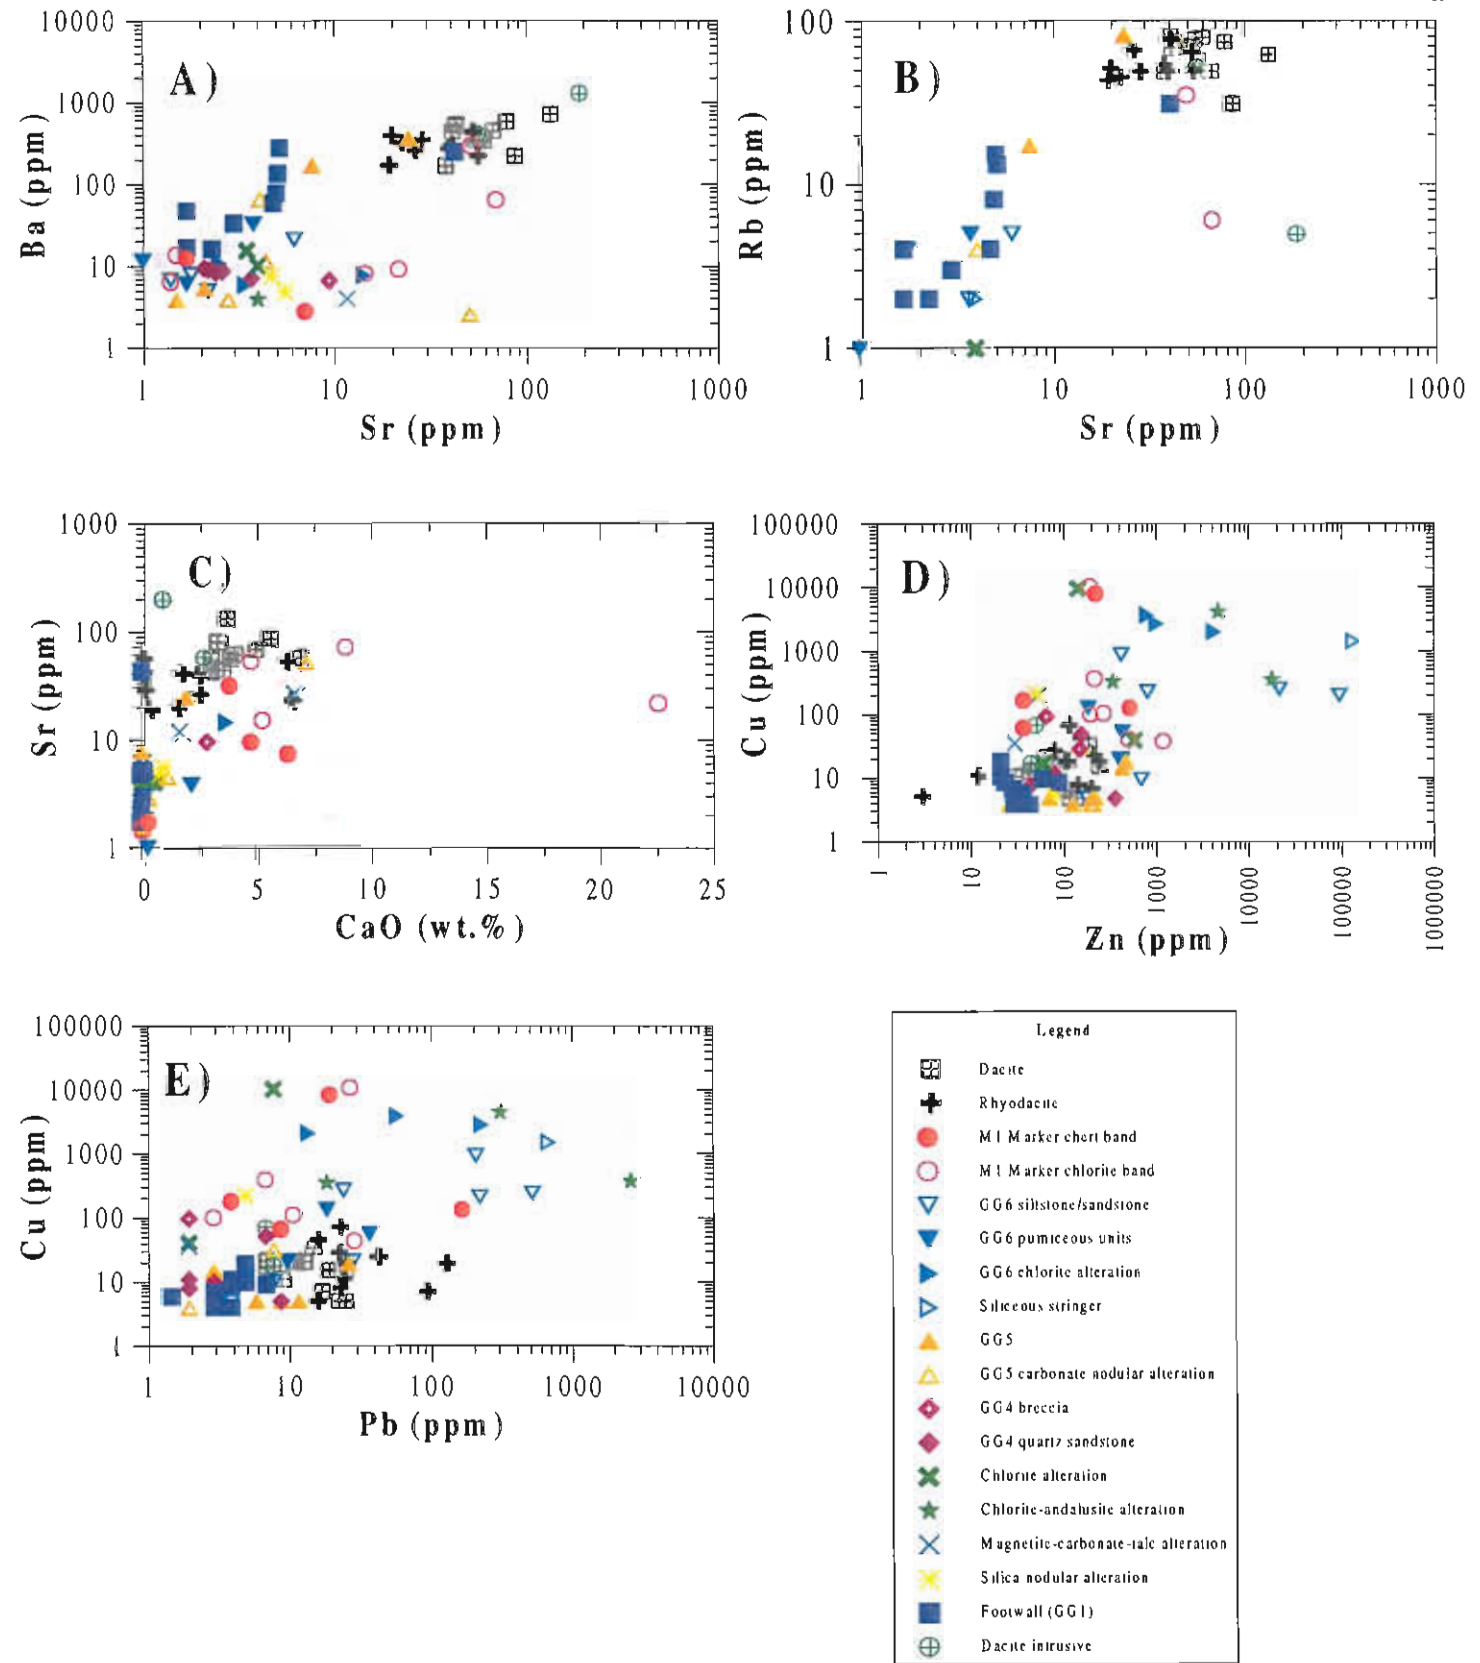 A)
10000
1000
100
10
1
Ba (ppm)
1 10 100 1000
Sr (ppm)
B)
100
10
1
Rb (ppm)
1 10 100 1000
Sr (ppm)
C)
1000
100
10
1
Sr (ppm)
0 5 10 15 20 25
CaO (wt.%)
D)
100000
10000
1000
100
10
1
Cu (ppm)
1 10 100 1000 10000 100000 1000000
Zn (ppm)
E)
100000
10000
1000
100
10
1
Cu (ppm)
1 10 100 1000 10000
Pb (ppm)
Legend
Dacite
Rhyodacite
M1 Marker chert band
M1 Marker chlorite band
GG6 siltstone/sandstone
GG6 pumiceous units
GG6 chlorite alteration
Siliceous stringer
GG5
GG5 carbonate nodular alteration
GG4 breccia
GG4 quartz sandstone
Chlorite alteration
Chlorite-andalusite alteration
Magnetite-carbonate-talc alteration
Silica nodular alteration
Footwall (GG1)
Dacite intrusive